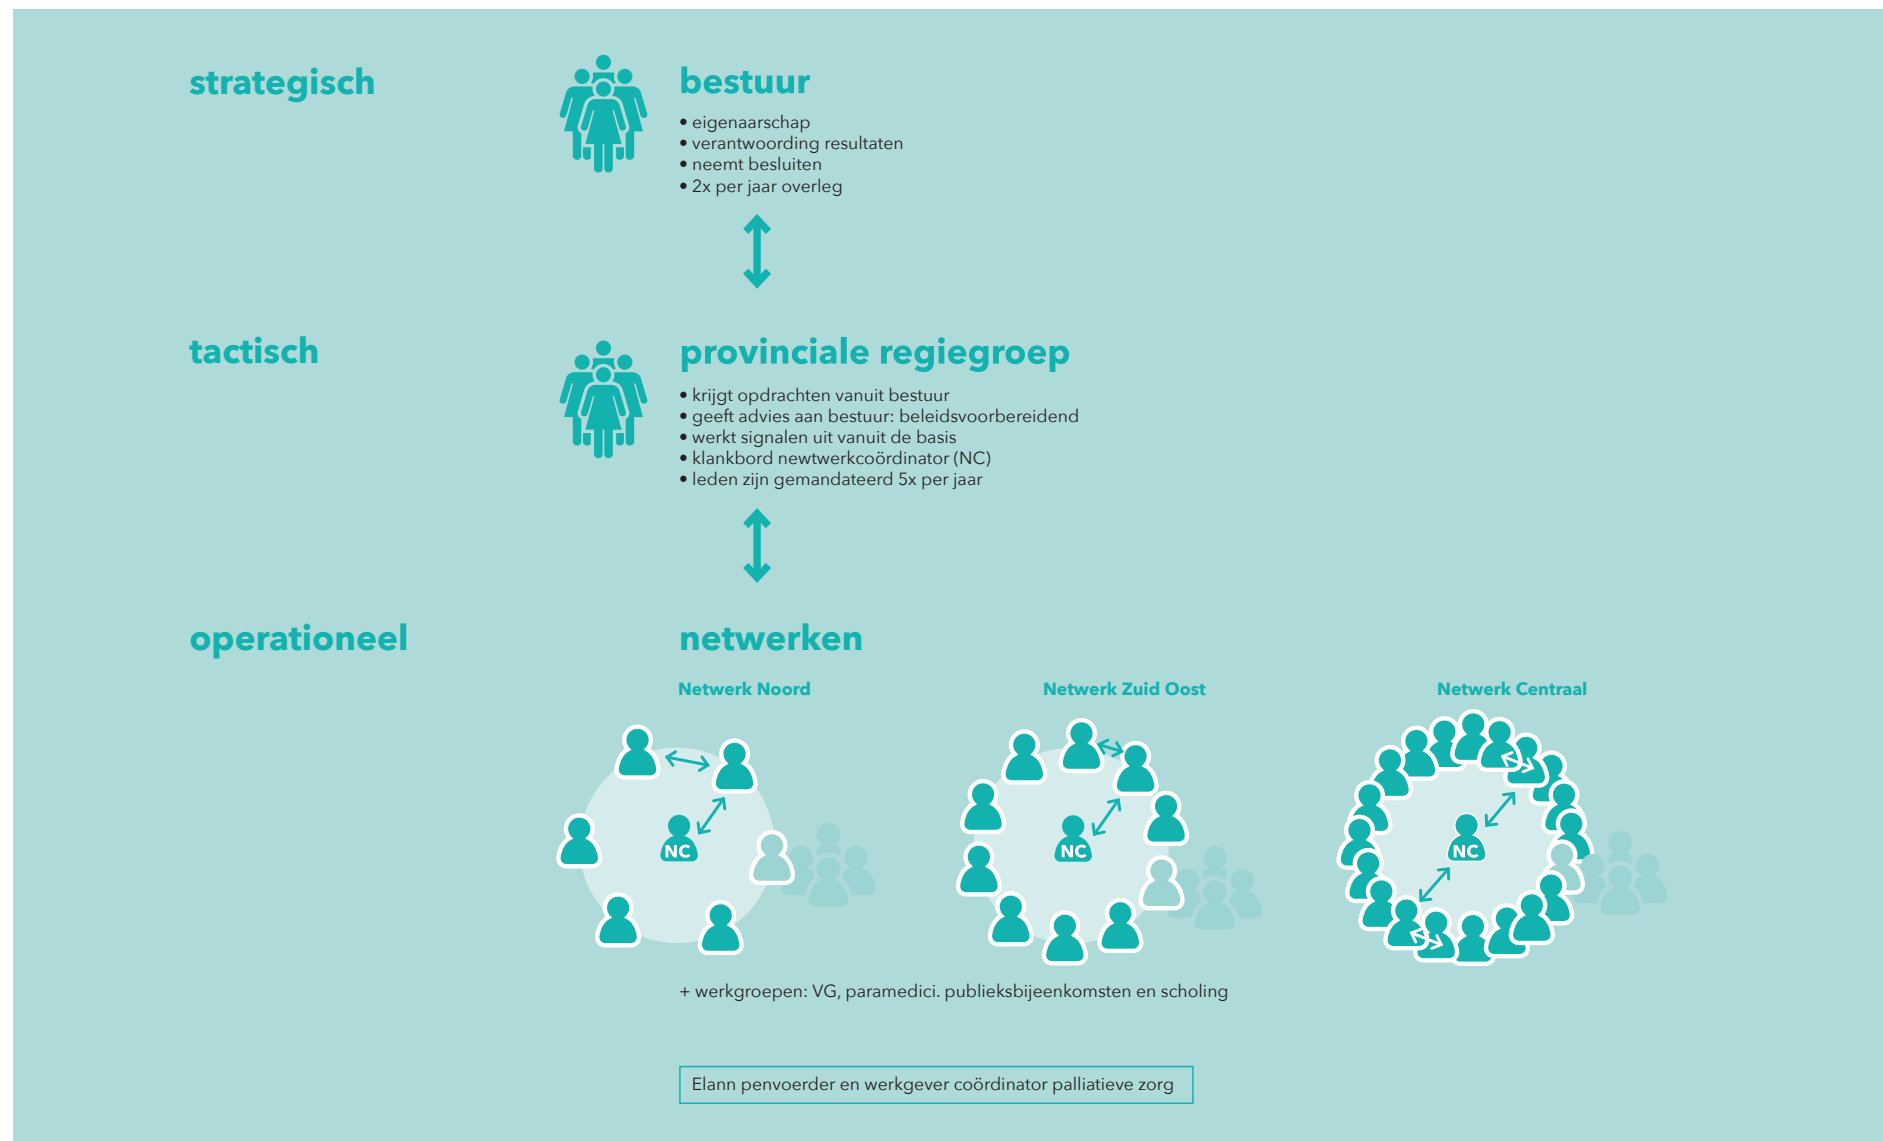 strategisch
bestuur
• eigenaarschap
• verantwoording resultaten
• neemt besluiten
• 2x per jaar overleg
tactisch
provinciale regiegroep
• krijgt opdrachten vanuit bestuur
• geeft advies aan bestuur: beleidsvoorbereidend
• werkt signalen uit vanuit de basis
• klankbord newtwerkcoördinator (NC)
• leden zijn gemandateerd 5x per jaar
operationeel
netwerken
Netwerk Noord
Netwerk Zuid Oost
Netwerk Centraal
NC
NC
NC
+ werkgroepen: VG, paramedici. publieksbijeenkomsten en scholing
Elann penvoerder en werkgever coördinator palliatieve zorg